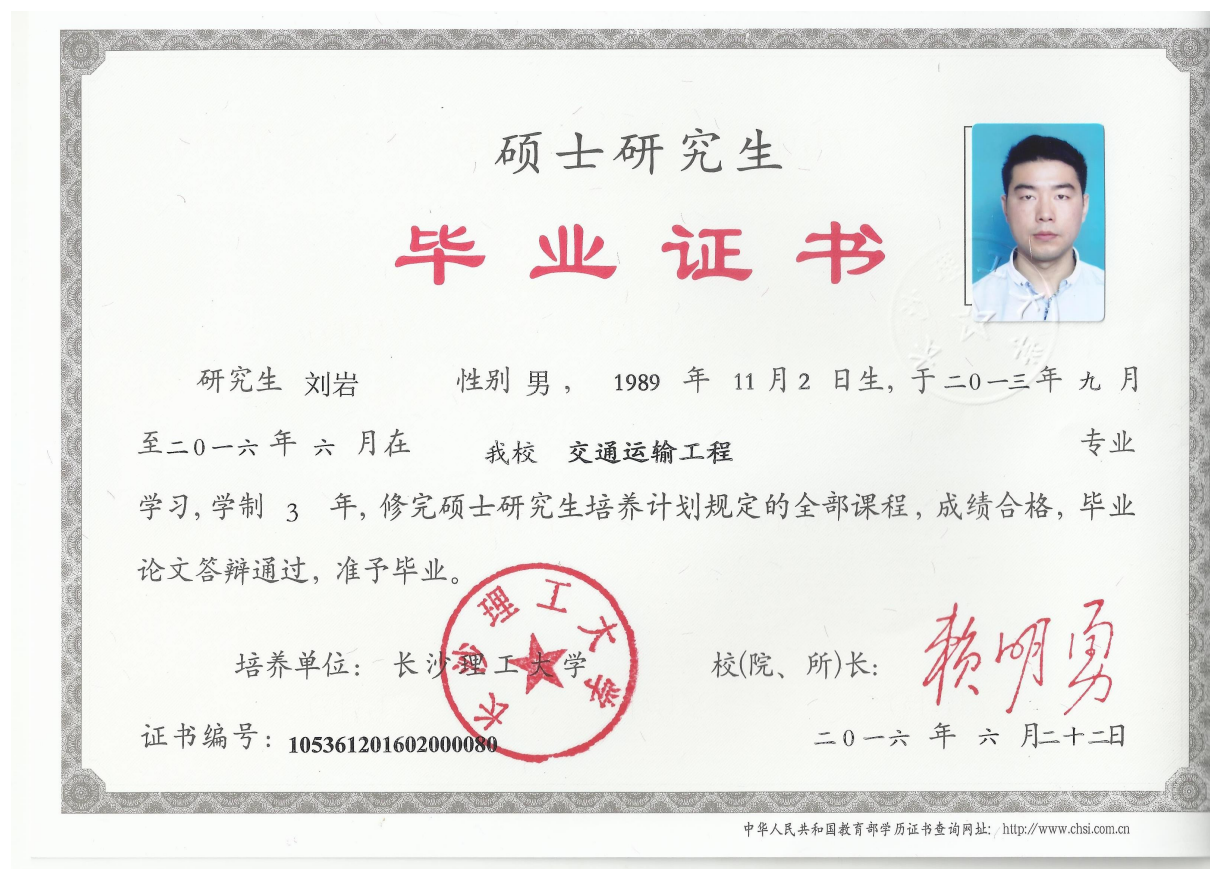 硕士研究生
毕业证书
研究生 刘岩 性别 男 ， 1989 年 11 月 2 日生，于 二０一三 年 九 月
至 二０一六 年 六 月在 我校 交通运输工程 专业
学习，学制 3 年，修完硕士研究生培养计划规定的全部课程，成绩合格，毕业
论文答辩通过，准予毕业。
长沙理工大学
培养单位： 长沙理工大学 校(院、所)长： 赖明勇
证书编号：105361201602000080 二０一六 年 六 月二十二日
中华人民共和国教育部学历证书查询网址： http://www.chsi.com.cn